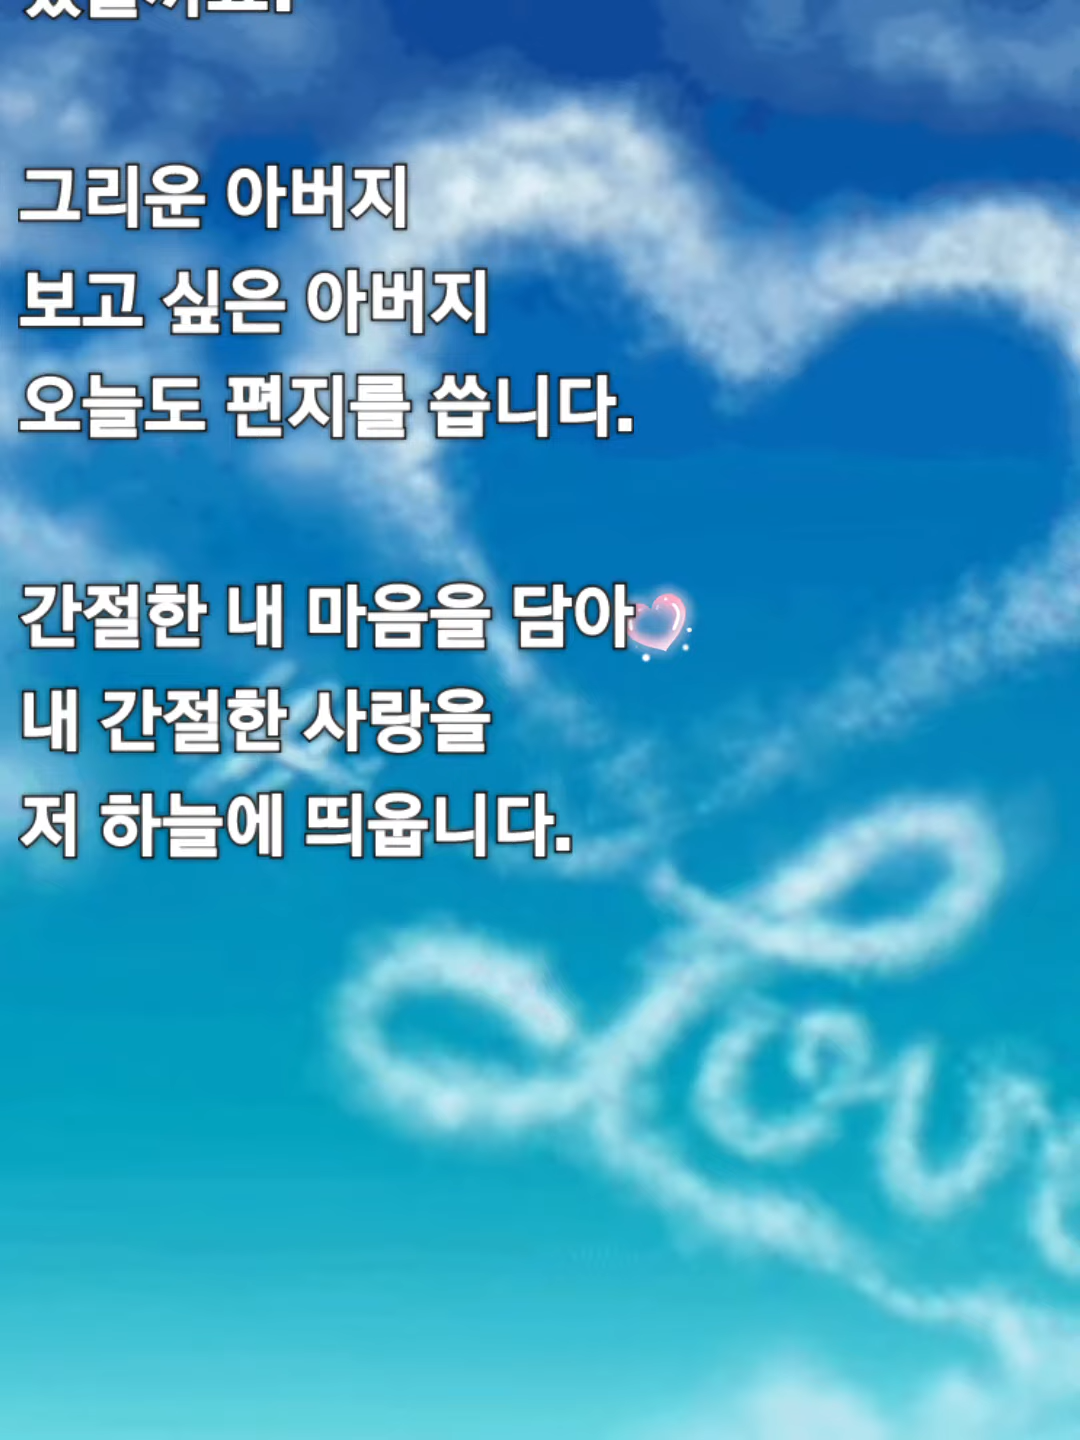 그리운 아버지
보고 싶은 아버지
오늘도 편지를 씁니다.
간절한 내 마음을 담아
내 간절한 사랑을
저 하늘에 띄웁니다.
Love